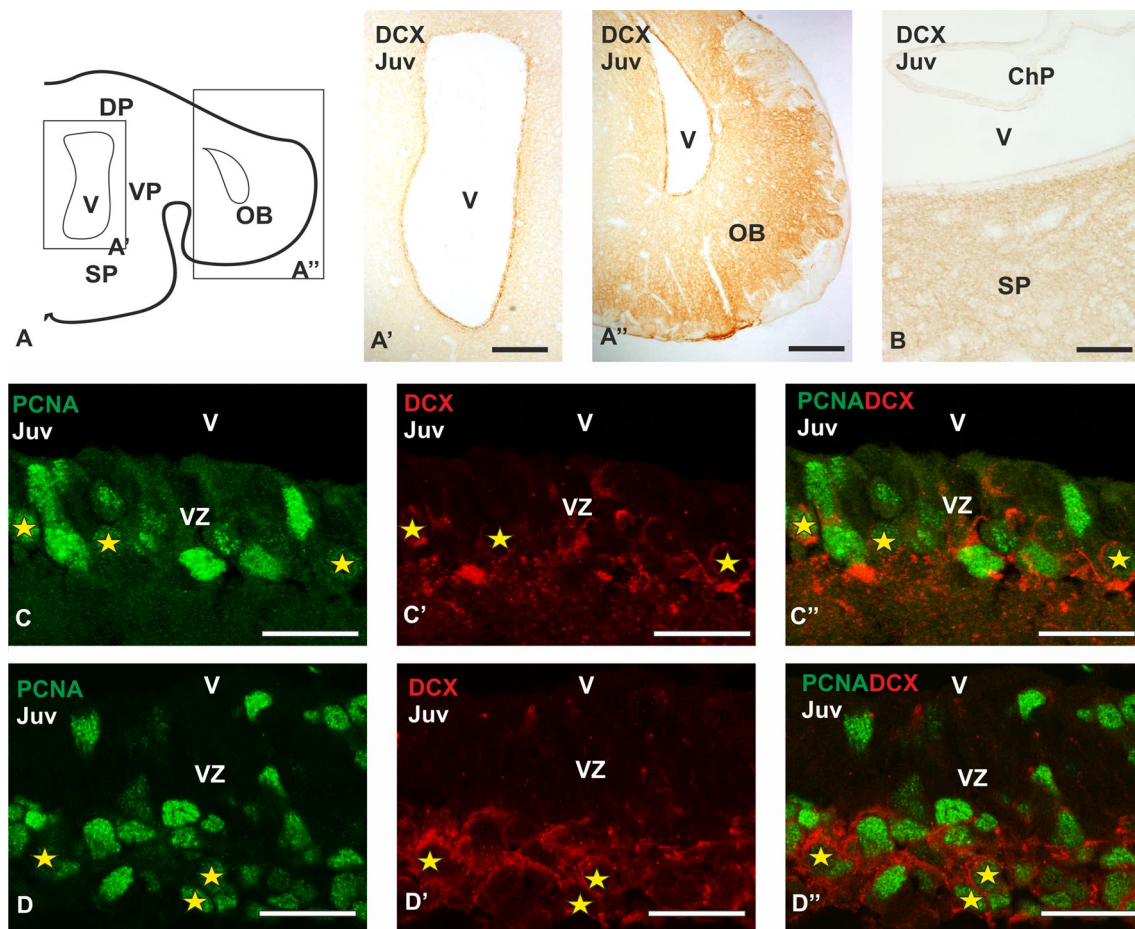 DP
V
VP
OB
A'
SP
A''
A
DCX
Juv
V
A'
DCX
Juv
V
OB
A''
DCX
Juv
ChP
V
SP
B
PCNA
Juv
V
VZ
C
DCX
Juv
V
VZ
C'
PCNADCX
Juv
V
VZ
C''
PCNA
Juv
V
VZ
D
DCX
Juv
V
VZ
D'
PCNADCX
Juv
V
VZ
D''